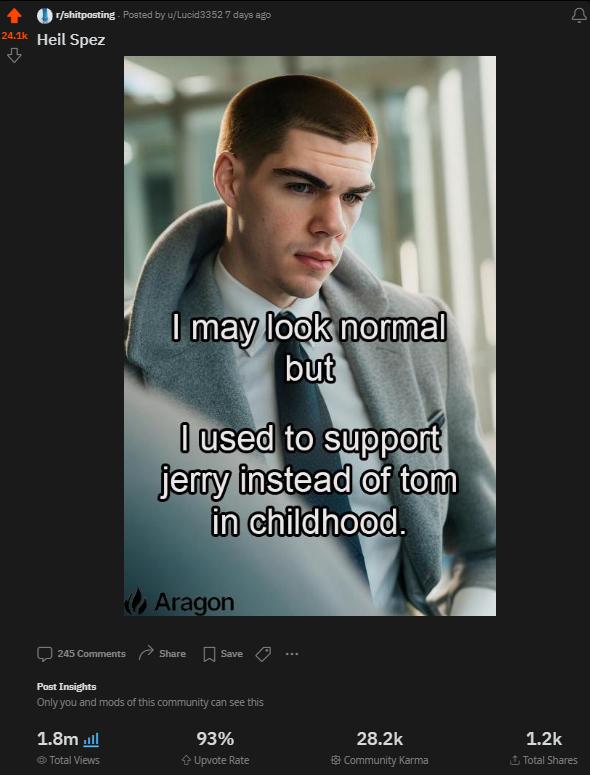 r/shitposting · Posted by u/Lucid3352 7 days ago
24.1k
Heil Spez
I may look normal
but
I used to support
jerry instead of tom
in childhood.
Aragon
245 Comments Share Save ...
Post Insights
Only you and mods of this community can see this
1.8m 93% 28.2k 1.2k
Total Views Upvote Rate Community Karma Total Shares